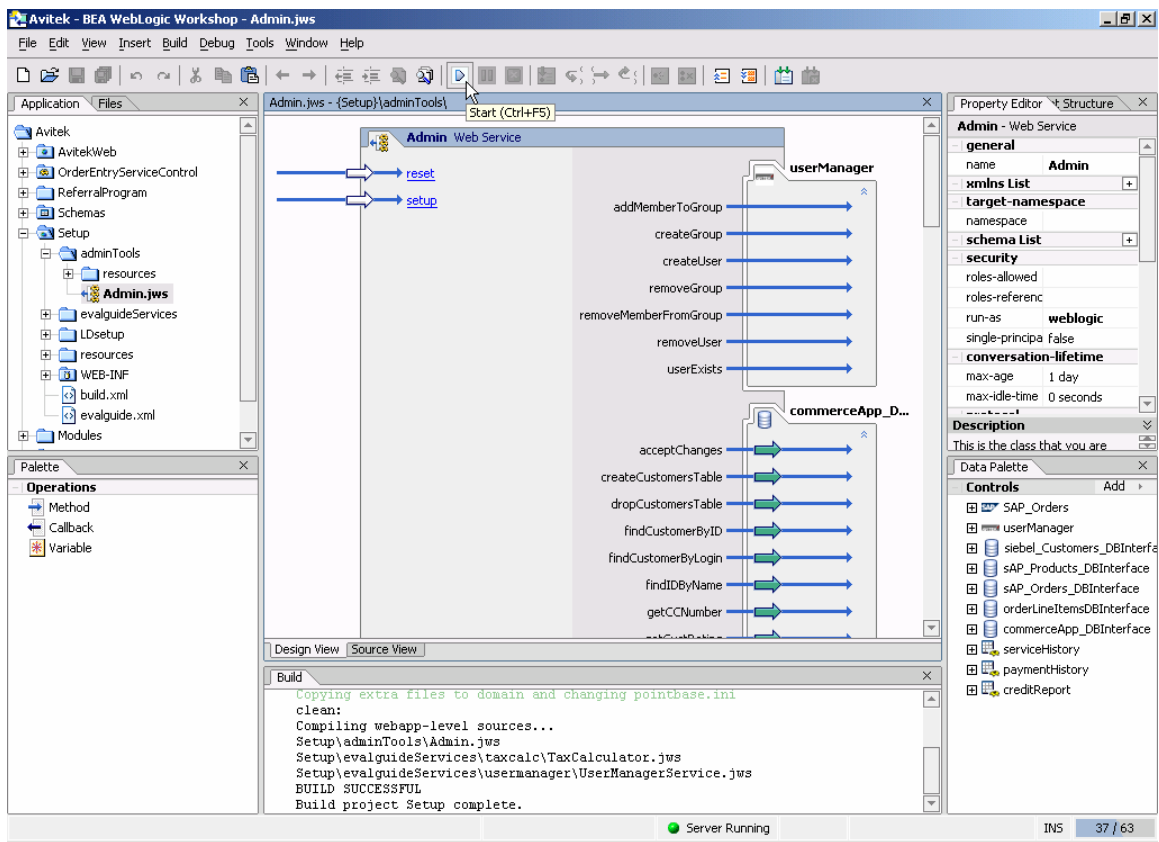 Avitek - BEA WebLogic Workshop - Admin.jws
File Edit View Insert Build Debug Tools Window Help
Start (Ctrl+F5)
Application Files
Avitek
AvitekWeb
OrderEntryServiceControl
ReferralProgram
Schemas
Setup
adminTools
resources
Admin.jws
evalguideServices
LDsetup
resources
WEB-INF
build.xml
evalguide.xml
Modules
Palette
Operations
Method
Callback
Variable
Admin.jws - {Setup}\adminTools\
Admin Web Service
reset
setup
userManager
addMemberToGroup
createGroup
createUser
removeGroup
removeMemberFromGroup
removeUser
userExists
commerceApp_D...
acceptChanges
createCustomersTable
dropCustomersTable
findCustomerByID
findCustomerByLogin
findIDByName
getCCNumber
Design View Source View
Build
Copying extra files to domain and changing pointbase.ini
clean:
Compiling webapp-level sources...
Setup\adminTools\Admin.jws
Setup\evalguideServices\taxcalc\TaxCalculator.jws
Setup\evalguideServices\usermanager\UserManagerService.jws
BUILD SUCCESSFUL
Build project Setup complete.
Property Editor t Structure
Admin - Web Service
general
name Admin
xmlns List
target-namespace
namespace
schema List
security
roles-allowed
roles-referenc
run-as weblogic
single-principa false
conversation-lifetime
max-age 1 day
max-idle-time 0 seconds
Description
This is the class that you are
Data Palette
Controls Add
SAP_Orders
userManager
siebel_Customers_DBInterfa
sAP_Products_DBInterface
sAP_Orders_DBInterface
orderLineItemsDBInterface
commerceApp_DBInterface
serviceHistory
paymentHistory
creditReport
Server Running INS 37 / 63